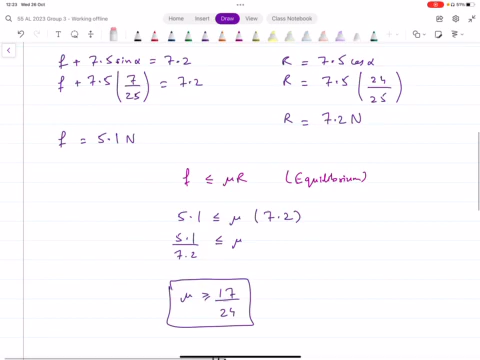 12:23 Wed 26 Oct
51%
S5 AL 2023 Group 3 - Working offline
Home Insert Draw View Class Notebook
f + 7.5 sin α = 7.2
R = 7.5 cos α
f + 7.5 (7/25) = 7.2
R = 7.5 (24/25)
R = 7.2 N
f = 5.1 N
f ≤ μR (Equilibrium)
5.1 ≤ μ (7.2)
5.1/7.2 ≤ μ
μ ≥ 17/24